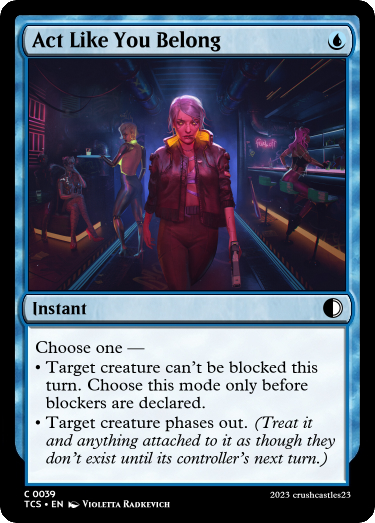 Act Like You Belong
Instant
Choose one —
• Target creature can't be blocked this
turn. Choose this mode only before
blockers are declared.
• Target creature phases out. (Treat it
and anything attached to it as though they
don't exist until its controller's next turn.)
C 0039
TCS • EN Violetta Radkevich
2023 crushcastles23